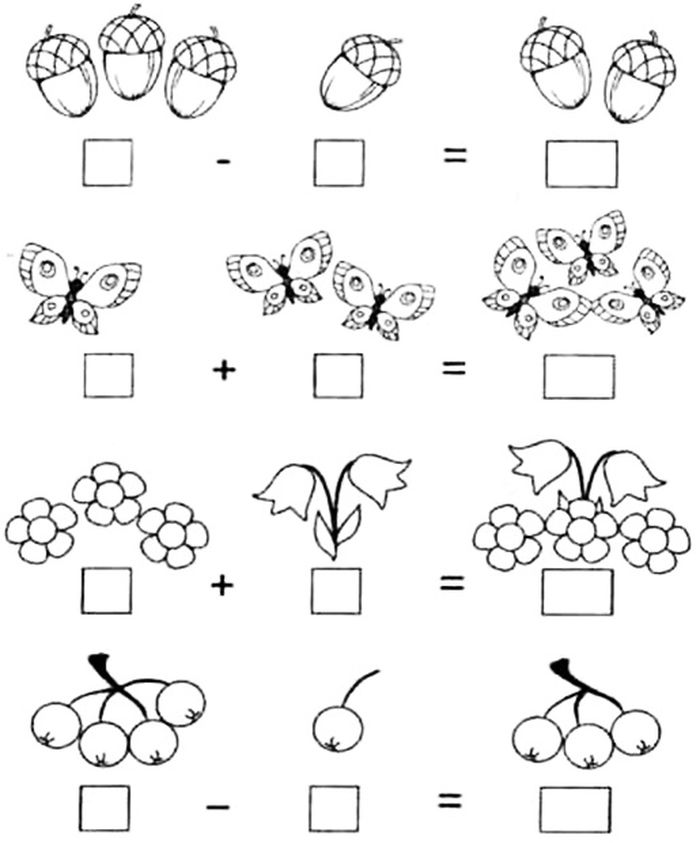 - =
+ =
+ =
- =